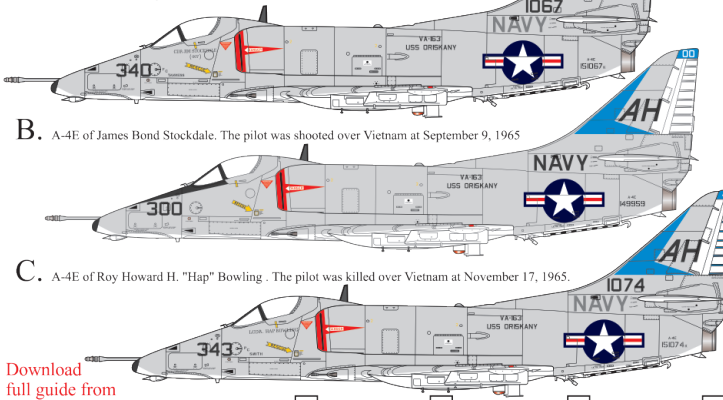 1067
NAVY
VA-163
USS ORISKANY
340
A-4E
151067
00
AH
B. A-4E of James Bond Stockdale. The pilot was shooted over Vietnam at September 9, 1965
NAVY
VA-163
USS ORISKANY
300
A-4E
149959
C. A-4E of Roy Howard H. "Hap" Bowling . The pilot was killed over Vietnam at November 17, 1965.
AH
1074
NAVY
VA-163
USS ORISKANY
343
A-4E
151074
Download
full guide from